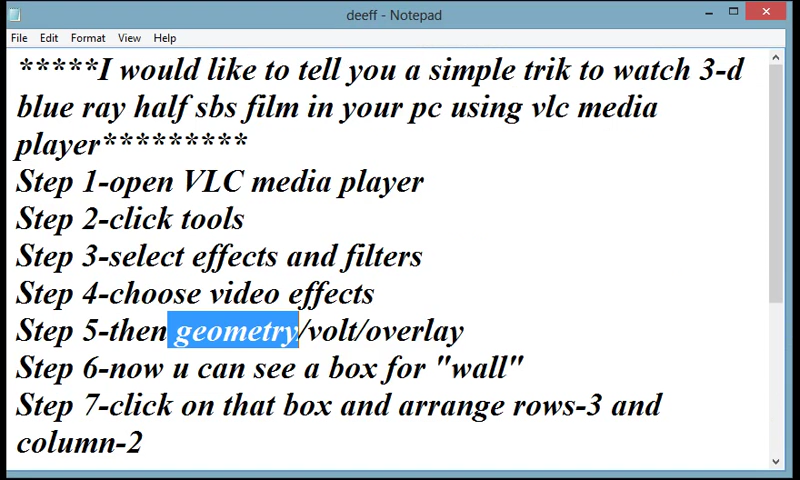 deeff - Notepad
File Edit Format View Help
*****I would like to tell you a simple trik to watch 3-d
blue ray half sbs film in your pc using vlc media
player*********
Step 1-open VLC media player
Step 2-click tools
Step 3-select effects and filters
Step 4-choose video effects
Step 5-then geometry/volt/overlay
Step 6-now u can see a box for "wall"
Step 7-click on that box and arrange rows-3 and
column-2